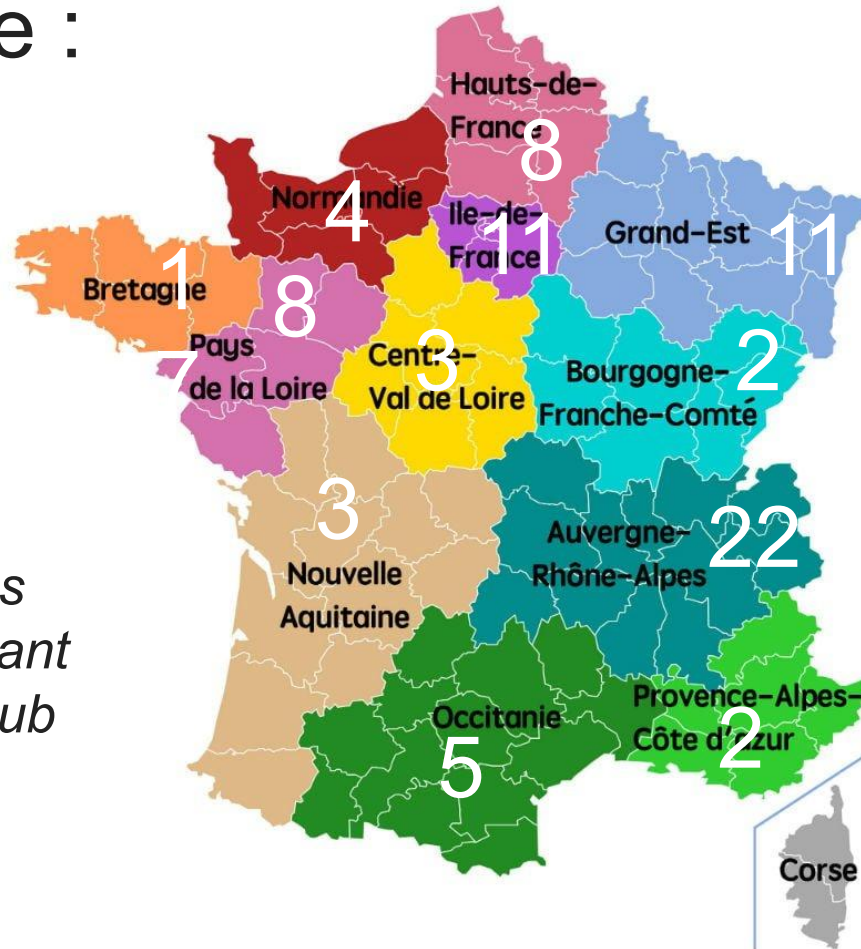 e :
Hauts-de-
France
8
Normandie
4
Ile-de-
France
11
Grand-Est
11
Bretagne
1
7
8
Pays
de la Loire
Centre-
Val de Loire
3
Bourgogne-
Franche-Comté
2
3
Nouvelle
Aquitaine
Auvergne-
Rhône-Alpes
22
s
ant
ub
Occitanie
5
Provence-Alpes-
Côte d'azur
2
Corse